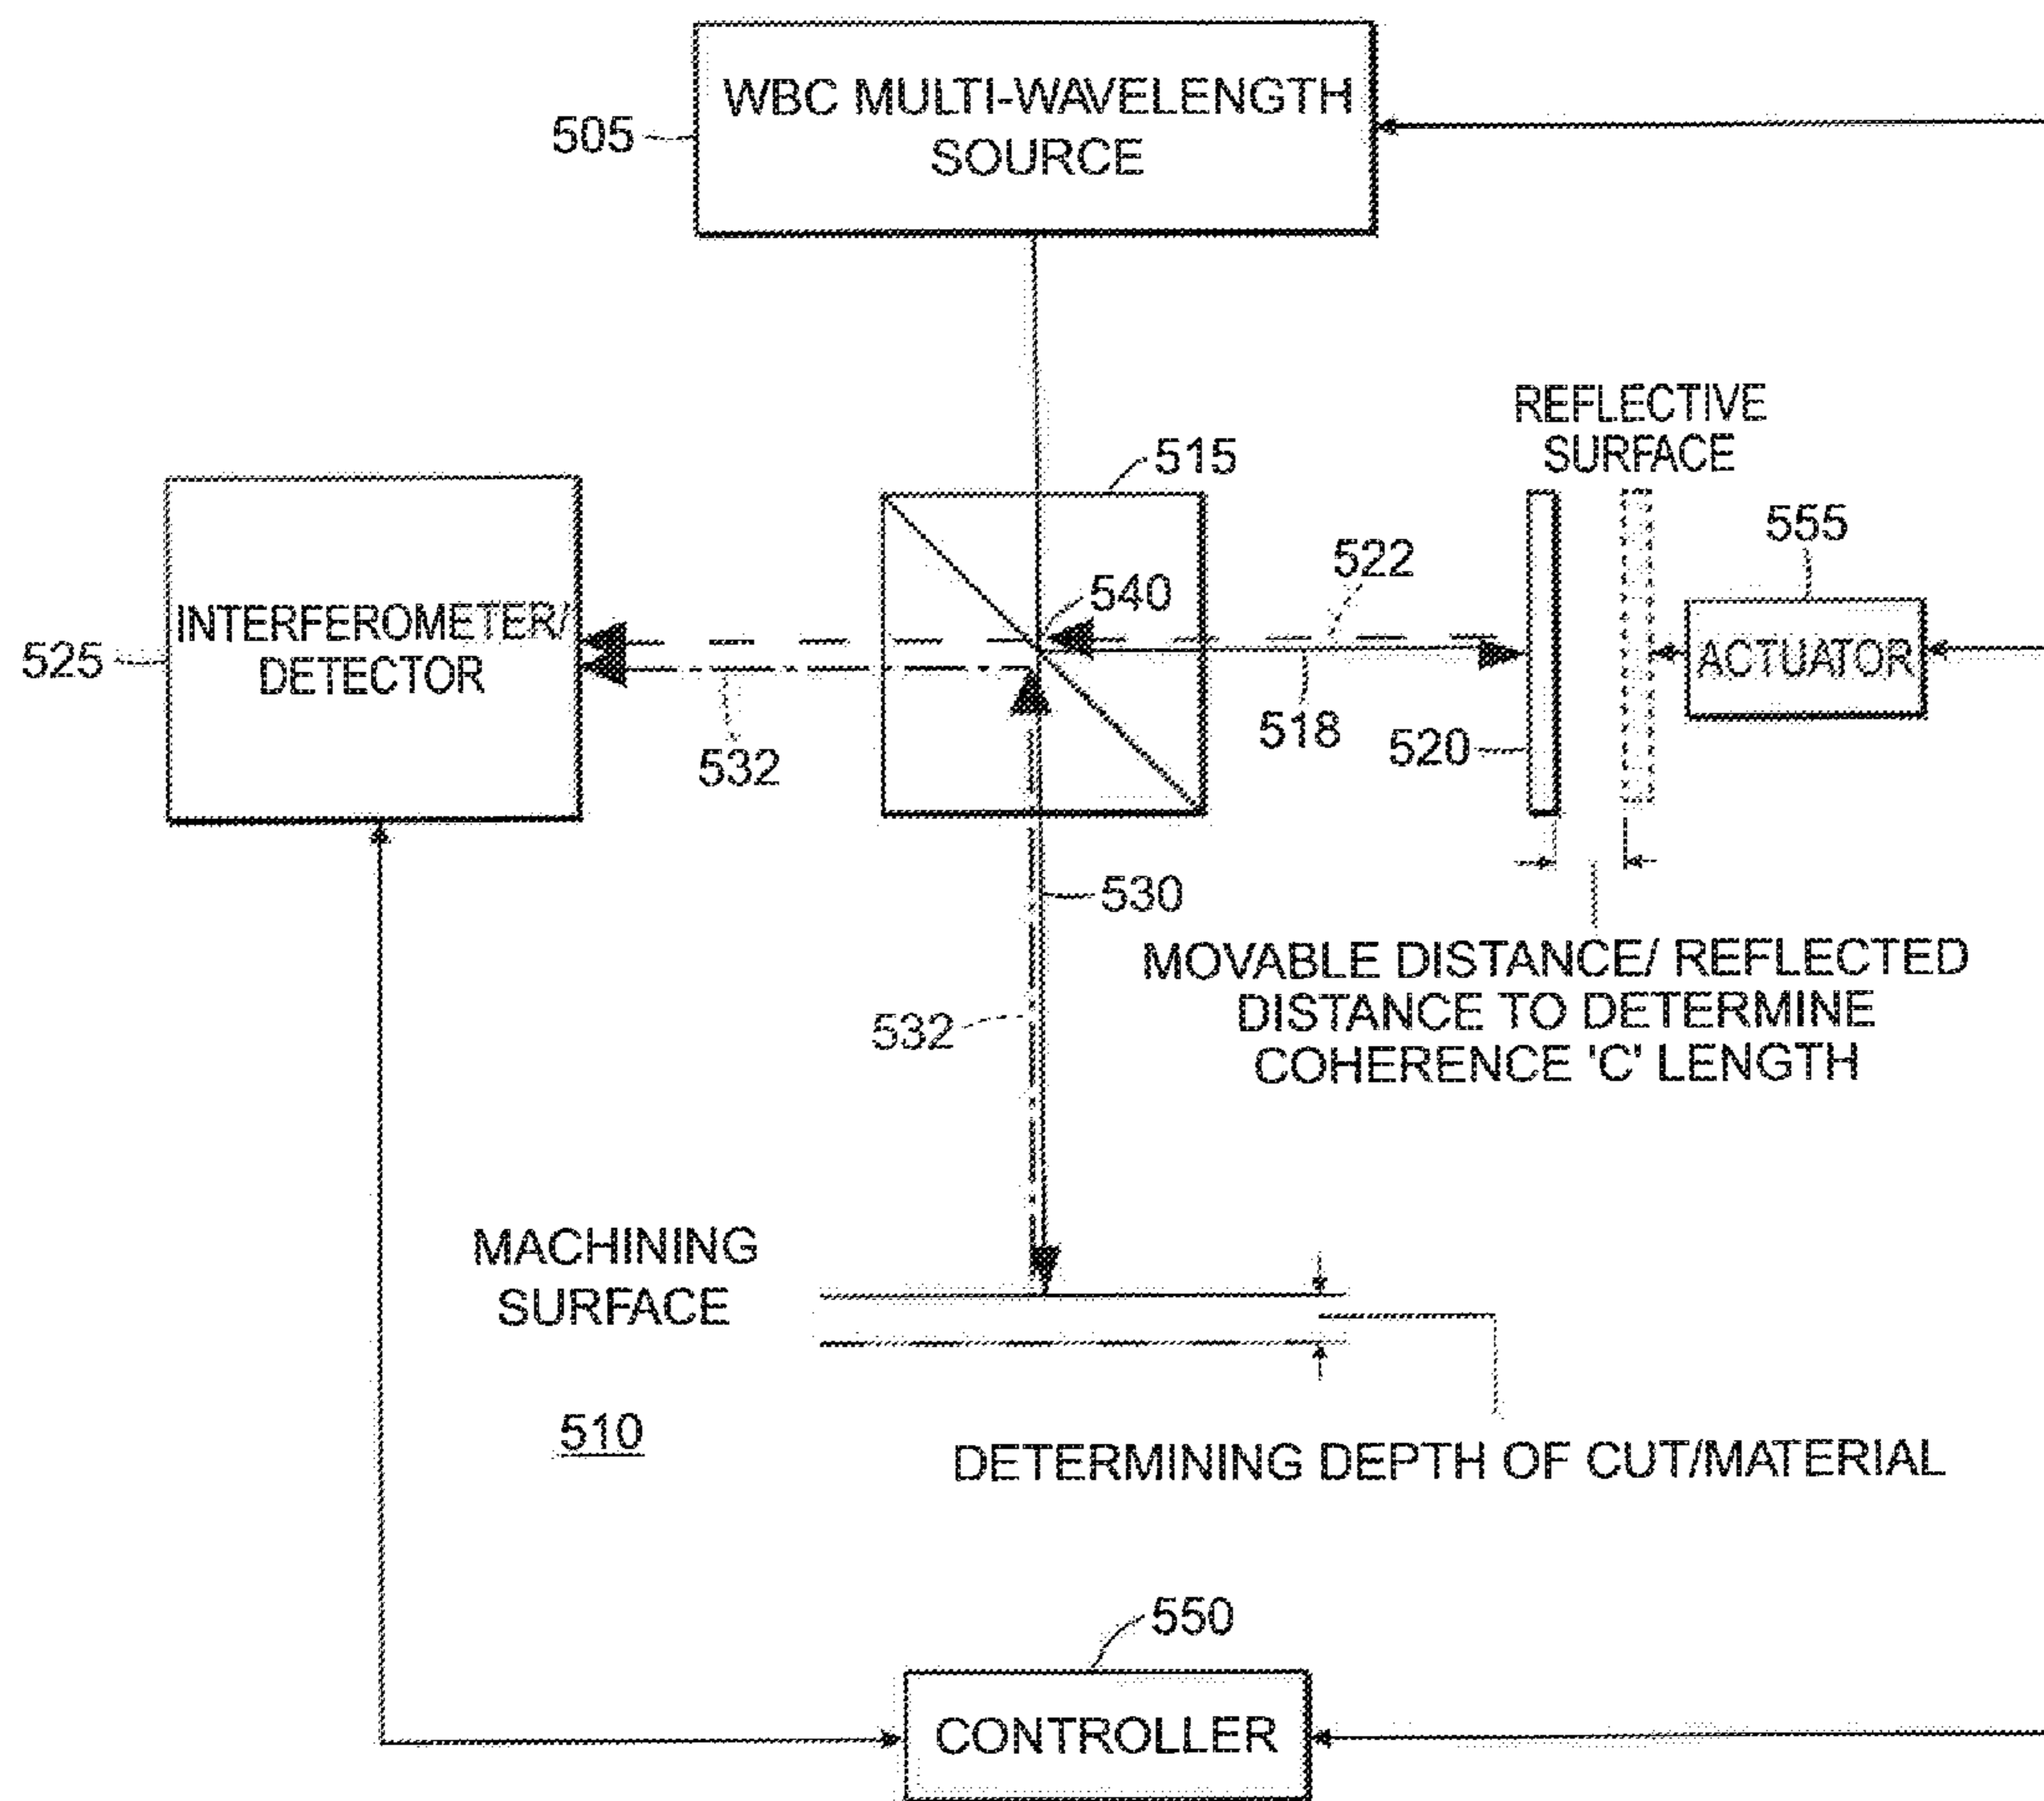 WBC MULTI-WAVELENGTH
SOURCE
505
REFLECTIVE
SURFACE
515
555
522
540
INTERFEROMETER/
DETECTOR
525
ACTUATOR
518
520
532
530
MOVABLE DISTANCE/ REFLECTED
DISTANCE TO DETERMINE
COHERENCE 'C' LENGTH
532
MACHINING
SURFACE
510
DETERMINING DEPTH OF CUT/MATERIAL
550
CONTROLLER